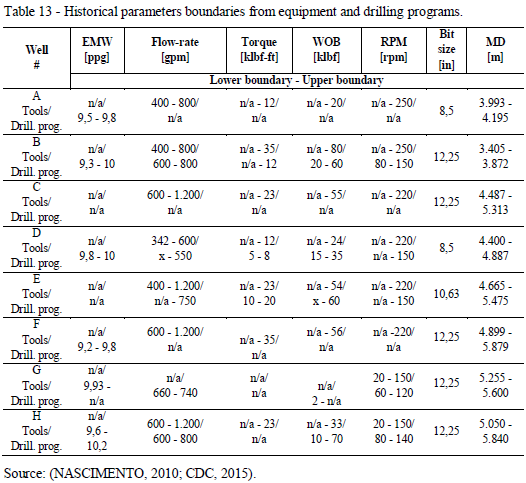 Table 13 - Historical parameters boundaries from equipment and drilling programs.
Well # EMW [ppg] Flow-rate [gpm] Torque [klbf-ft] WOB [klbf] RPM [rpm] Bit size [in] MD [m]
Lower boundary - Upper boundary
A n/a/ 400 - 800/ n/a - 12/ n/a - 20/ n/a - 250/ 8,5 3.993 -
Tools/ 9,5 - 9,8 n/a n/a n/a n/a 4.195
Drill. prog.
B n/a/ 400 - 800/ n/a - 35/ n/a - 80/ n/a - 250/ 12,25 3.405 -
Tools/ 9,3 - 10 600 - 800 n/a - 12 20 - 60 80 - 150 3.872
Drill. prog.
C n/a/ 600 - 1.200/ n/a - 23/ n/a - 55/ n/a - 220/ 12,25 4.487 -
Tools/ n/a n/a n/a n/a n/a 5.313
Drill. prog.
D n/a/ 342 - 600/ n/a - 12/ n/a - 24/ n/a - 220/ 8,5 4.400 -
Tools/ 9,8 - 10 x - 550 5 - 8 15 - 35 n/a - 150 4.887
Drill. prog.
E n/a/ 400 - 1.200/ n/a - 23/ n/a - 54/ n/a - 220/ 10,63 4.665 -
Tools/ n/a n/a - 750 10 - 20 x - 60 n/a - 150 5.475
Drill. prog.
F n/a/ 600 - 1.200/ n/a - 35/ n/a - 56/ n/a -220/ 12,25 4.899 -
Tools/ 9,2 - 9,8 n/a n/a n/a n/a 5.879
Drill. prog.
G n/a/ n/a/ n/a/ n/a/ 20 - 150/ 12,25 5.255 -
Tools/ 9,93 - 660 - 740 n/a 2 - n/a 60 - 120 5.600
Drill. prog. n/a
H n/a/ 600 - 1.200/ n/a - 23/ n/a - 33/ 20 - 150/ 12,25 5.050 -
Tools/ 9,6 - 600 - 800 n/a 10 - 70 80 - 140 5.840
Drill. prog. 10,2
Source: (NASCIMENTO, 2010; CDC, 2015).